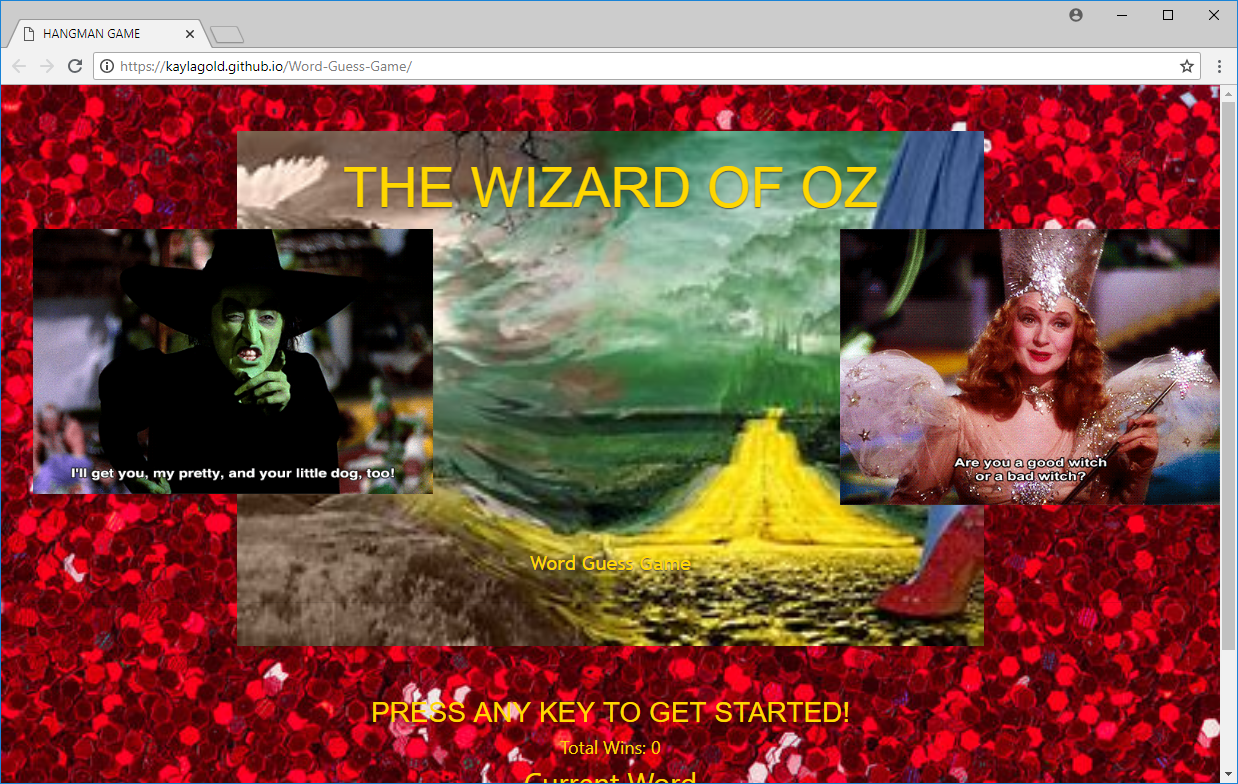 HANGMAN GAME
https://kaylagold.github.io/Word-Guess-Game/
THE WIZARD OF OZ
I'll get you, my pretty, and your little dog, too!
Are you a good witch
or a bad witch?
Word Guess Game
PRESS ANY KEY TO GET STARTED!
Total Wins: 0
Current Word